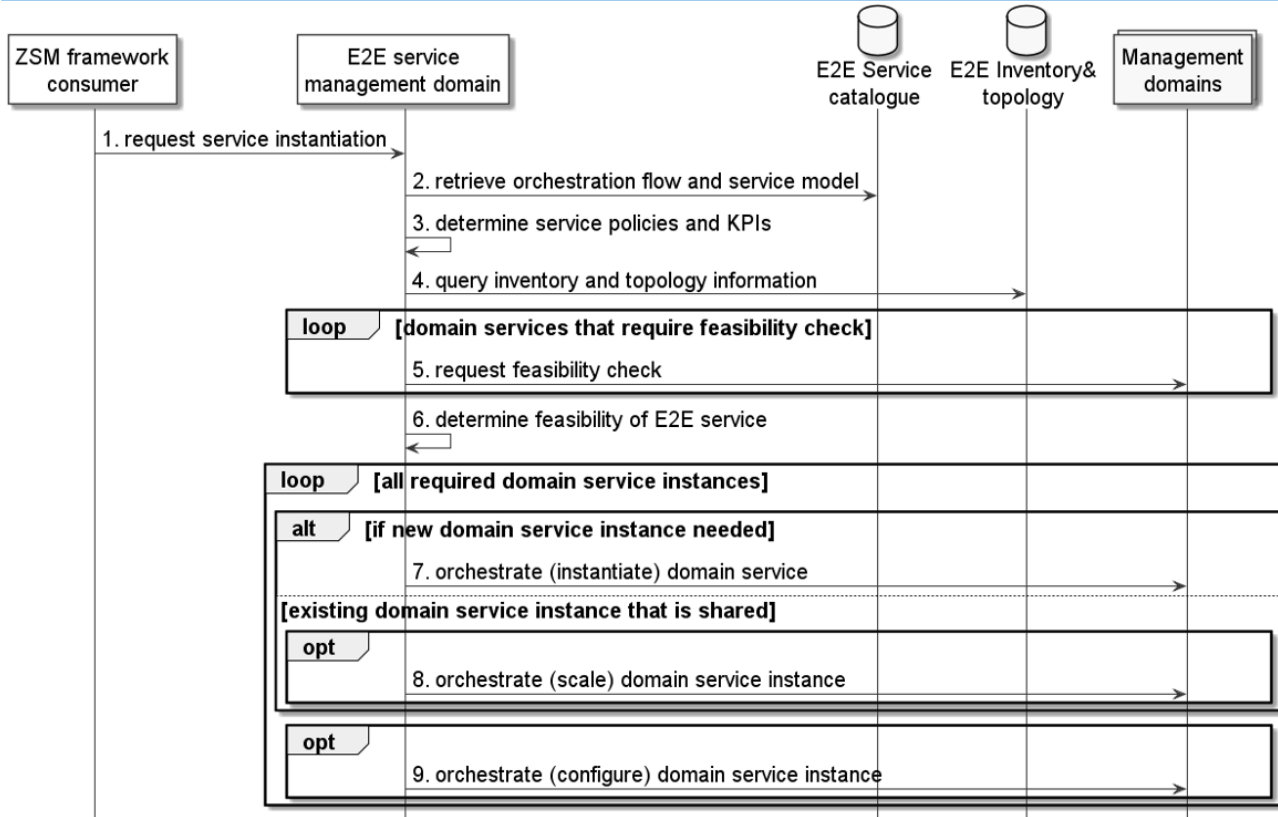 ZSM framework
consumer
E2E service
management domain
E2E Service
catalogue
E2E Inventory&
topology
Management
domains
1. request service instantiation
2. retrieve orchestration flow and service model
3. determine service policies and KPIs
4. query inventory and topology information
loop [domain services that require feasibility check]
5. request feasibility check
6. determine feasibility of E2E service
loop [all required domain service instances]
alt [if new domain service instance needed]
7. orchestrate (instantiate) domain service
[existing domain service instance that is shared]
opt
8. orchestrate (scale) domain service instance
opt
9. orchestrate (configure) domain service instance